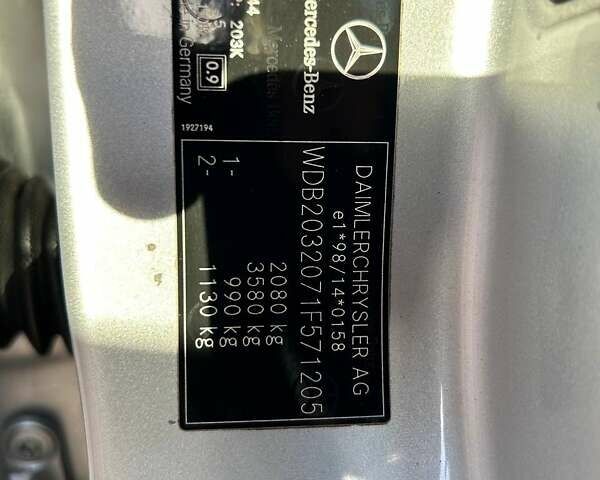 44
203K
0.9
Germany
Mercedes-Benz
1927194
DAIMLERCHRYSLER AG
e1*98/14*0158
WDB2032071F571205
2080 kg
3580 kg
1- 990 kg
2- 1130 kg